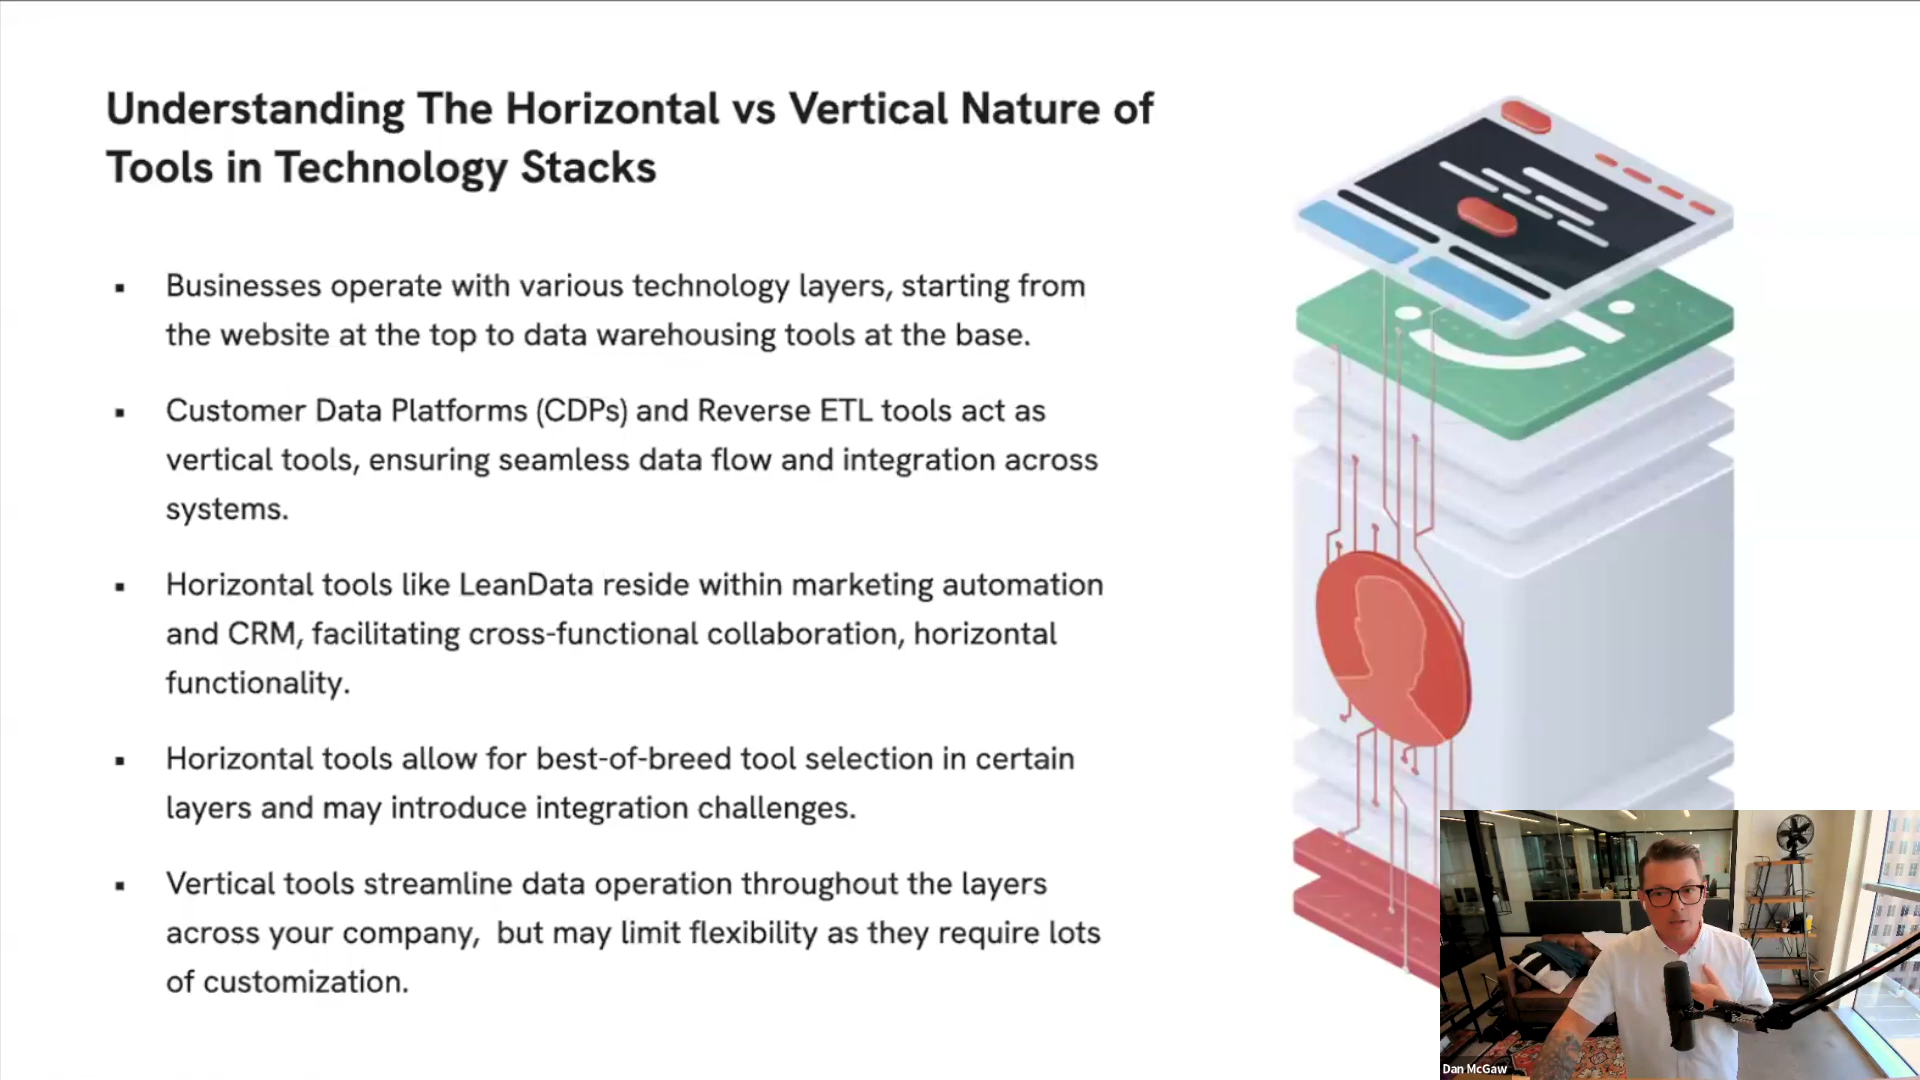 Understanding The Horizontal vs Vertical Nature of
Tools in Technology Stacks
▪ Businesses operate with various technology layers, starting from
the website at the top to data warehousing tools at the base.
▪ Customer Data Platforms (CDPs) and Reverse ETL tools act as
vertical tools, ensuring seamless data flow and integration across
systems.
▪ Horizontal tools like LeanData reside within marketing automation
and CRM, facilitating cross-functional collaboration, horizontal
functionality.
▪ Horizontal tools allow for best-of-breed tool selection in certain
layers and may introduce integration challenges.
▪ Vertical tools streamline data operation throughout the layers
across your company,  but may limit flexibility as they require lots
of customization.
Dan McGaw